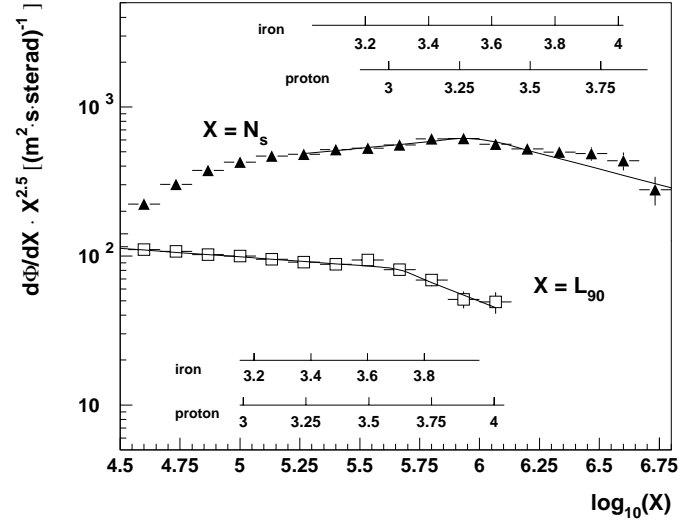 iron
3.2 3.4 3.6 3.8 4
proton
3 3.25 3.5 3.75
10³
X = Nₛ
dΦ/dX · X²·⁵ [(m²·s·sterad)⁻¹]
10²
X = L₉₀
iron
3.2 3.4 3.6 3.8
proton
3 3.25 3.5 3.75 4
10
4.5 4.75 5 5.25 5.5 5.75 6 6.25 6.5 6.75
log₁₀(X)